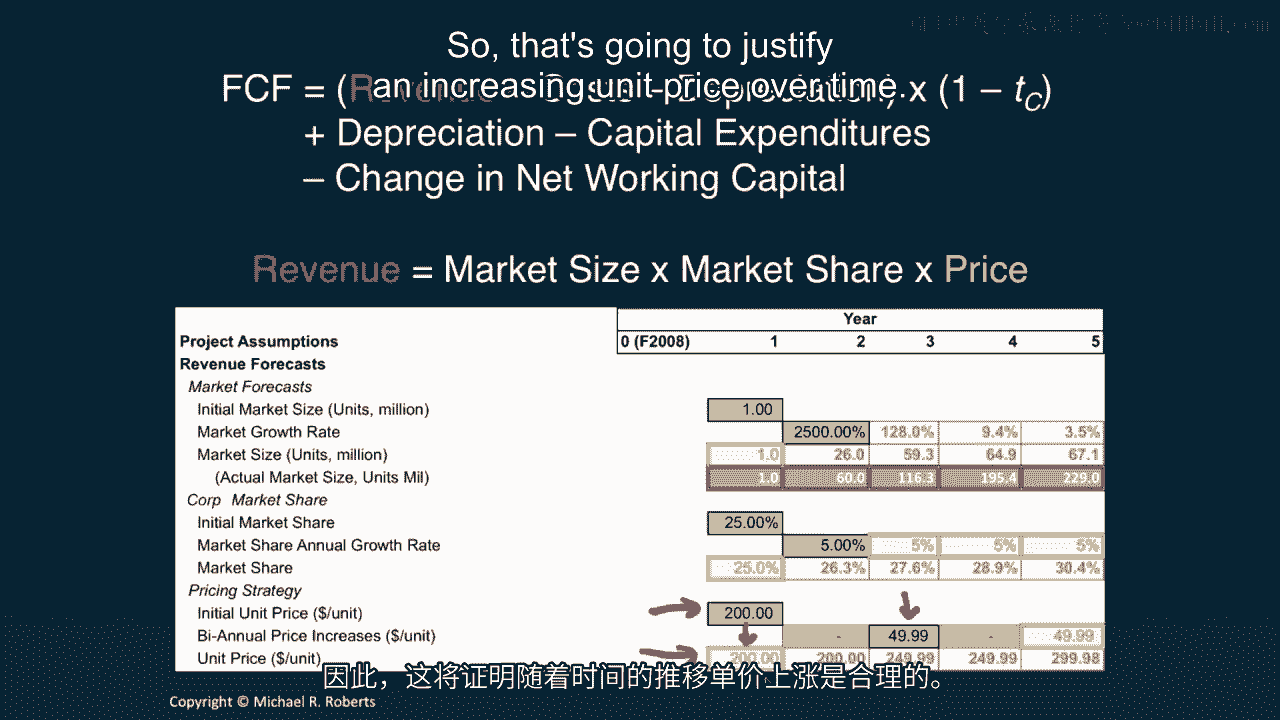 So, that's going to justify
an increasing unit price over time.
FCF = ( x (1 – tC)
+ Depreciation – Capital Expenditures
– Change in Net Working Capital
Revenue = Market Size x Market Share x Price
Year
Project Assumptions 0 (F2008) 1 2 3 4 5
Revenue Forecasts
Market Forecasts
Initial Market Size (Units, million) 1.00
Market Growth Rate 2500.00% 128.0% 9.4% 3.5%
Market Size (Units, million) 1.0 26.0 59.3 64.9 67.1
(Actual Market Size, Units Mil) 1.0 60.0 116.3 195.4 229.0
Corp Market Share
Initial Market Share 25.00%
Market Share Annual Growth Rate 5.00% 5% 5% 5%
Market Share 25.0% 26.3% 27.6% 28.9% 30.4%
Pricing Strategy
Initial Unit Price ($/unit) 200.00
Bi-Annual Price Increases ($/unit) - 49.99 - 49.99
Unit Price ($/unit) 200.00 200.00 249.99 249.99 299.98
因此，这将证明随着时间的推移单价上涨是合理的。
Copyright © Michael R. Roberts